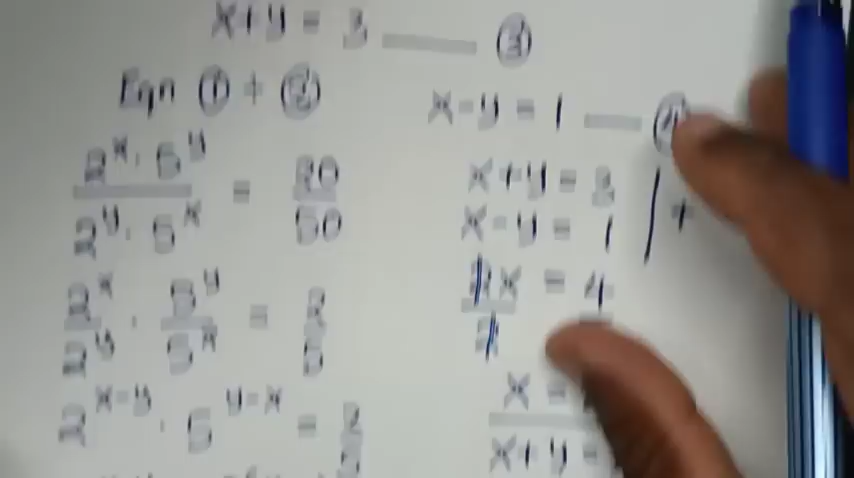 x+y = 3 ③
Eqn ① ÷ ②
2^x · 5^y / 2^y · 5^x = 20/50
2^x/2^y · 5^y/5^x = 2/5
2^(x-y) · 5^(y-x) = 2/5
x-y = 1 ④
x+y = 3
x-y = 1
+
2x = 4
2
x =
x+y =